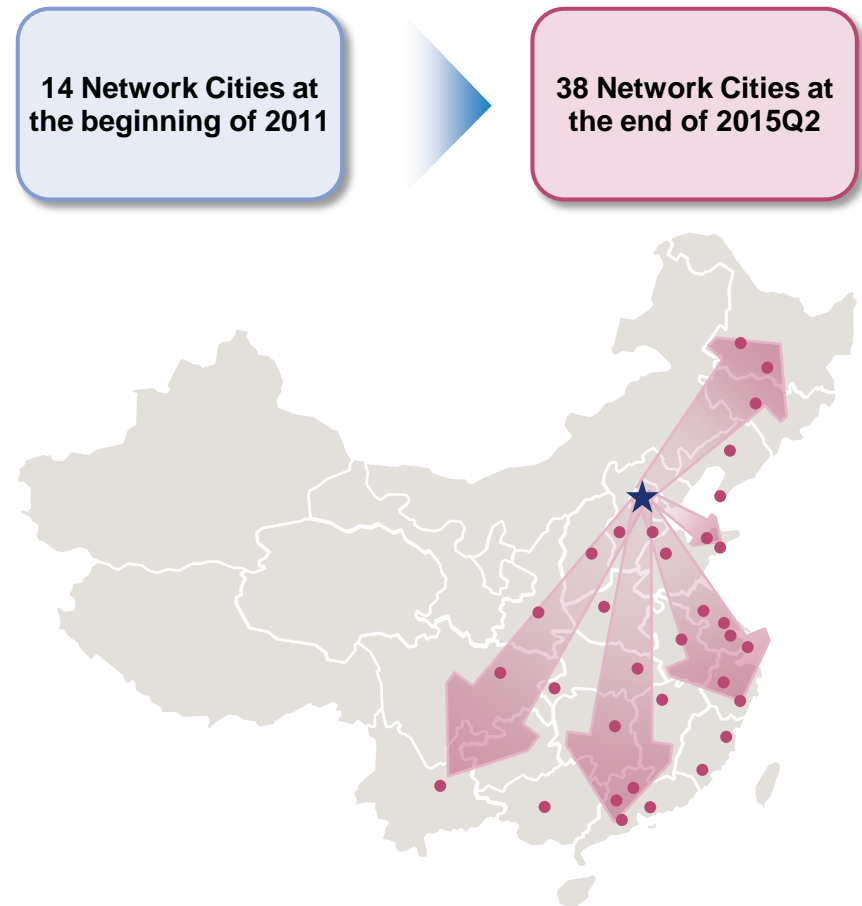 14 Network Cities at
the beginning of 2011
38 Network Cities at
the end of 2015Q2